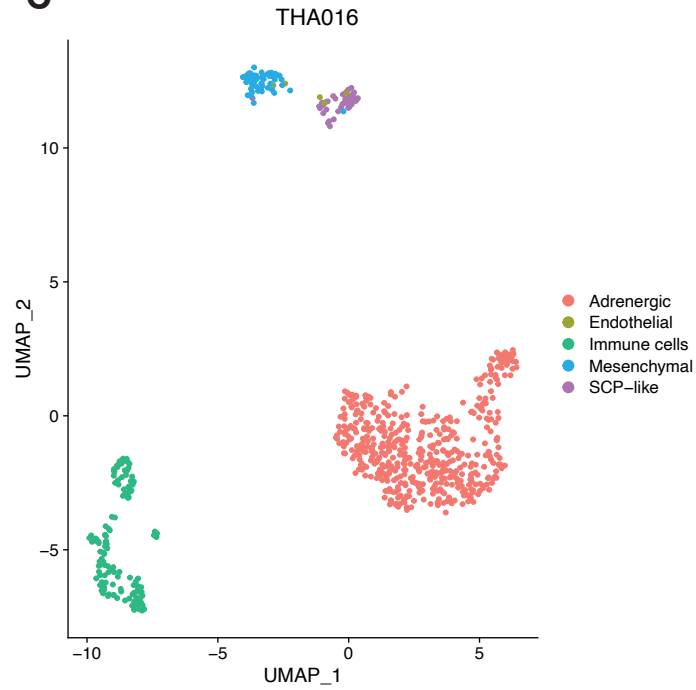 THA016
10
5
0
−5
−10
−5
0
5
UMAP_1
UMAP_2
Adrenergic
Endothelial
Immune cells
Mesenchymal
SCP−like